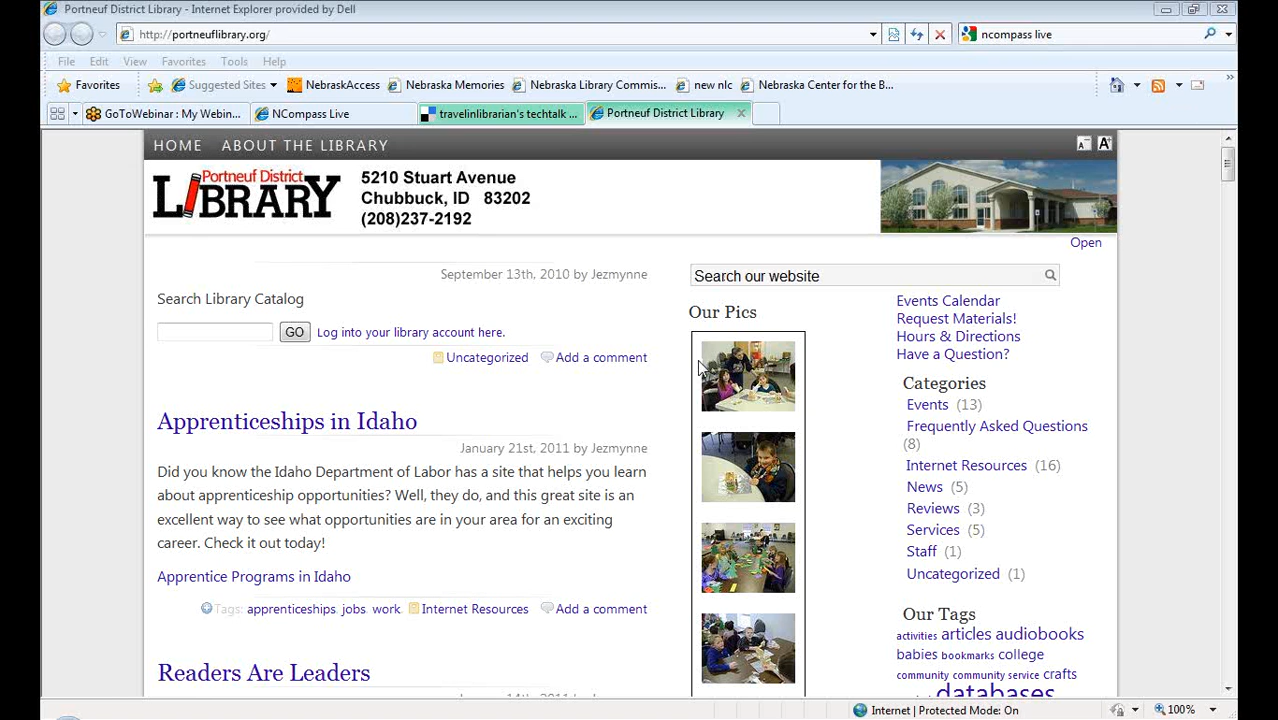 Portneuf District Library - Internet Explorer provided by Dell
http://portneuflibrary.org/
ncompass live
File Edit View Favorites Tools Help
Favorites Suggested Sites NebraskAccess Nebraska Memories Nebraska Library Commis... new nlc Nebraska Center for the B...
GoToWebinar : My Webin... NCompass Live travelinlibrarian's techtalk ... Portneuf District Library
HOME ABOUT THE LIBRARY A- A+
Portneuf District
LIBRARY
5210 Stuart Avenue
Chubbuck, ID 83202
(208)237-2192
Open
September 13th, 2010 by Jezmynne
Search Library Catalog
GO Log into your library account here.
Uncategorized Add a comment
Apprenticeships in Idaho
January 21st, 2011 by Jezmynne
Did you know the Idaho Department of Labor has a site that helps you learn
about apprenticeship opportunities? Well, they do, and this great site is an
excellent way to see what opportunities are in your area for an exciting
career. Check it out today!
Apprentice Programs in Idaho
Tags: apprenticeships, jobs, work Internet Resources Add a comment
Readers Are Leaders
January 14th, 2011 by Jezmynne
Search our website
Our Pics
Events Calendar
Request Materials!
Hours & Directions
Have a Question?
Categories
Events (13)
Frequently Asked Questions
(8)
Internet Resources (16)
News (5)
Reviews (3)
Services (5)
Staff (1)
Uncategorized (1)
Our Tags
activities articles audiobooks
babies bookmarks college
community community service crafts
databases
Internet | Protected Mode: On 100%